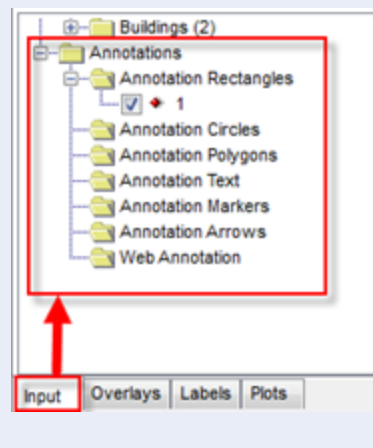 Buildings (2)
Annotations
Annotation Rectangles
1
Annotation Circles
Annotation Polygons
Annotation Text
Annotation Markers
Annotation Arrows
Web Annotation
Input Overlays Labels Plots